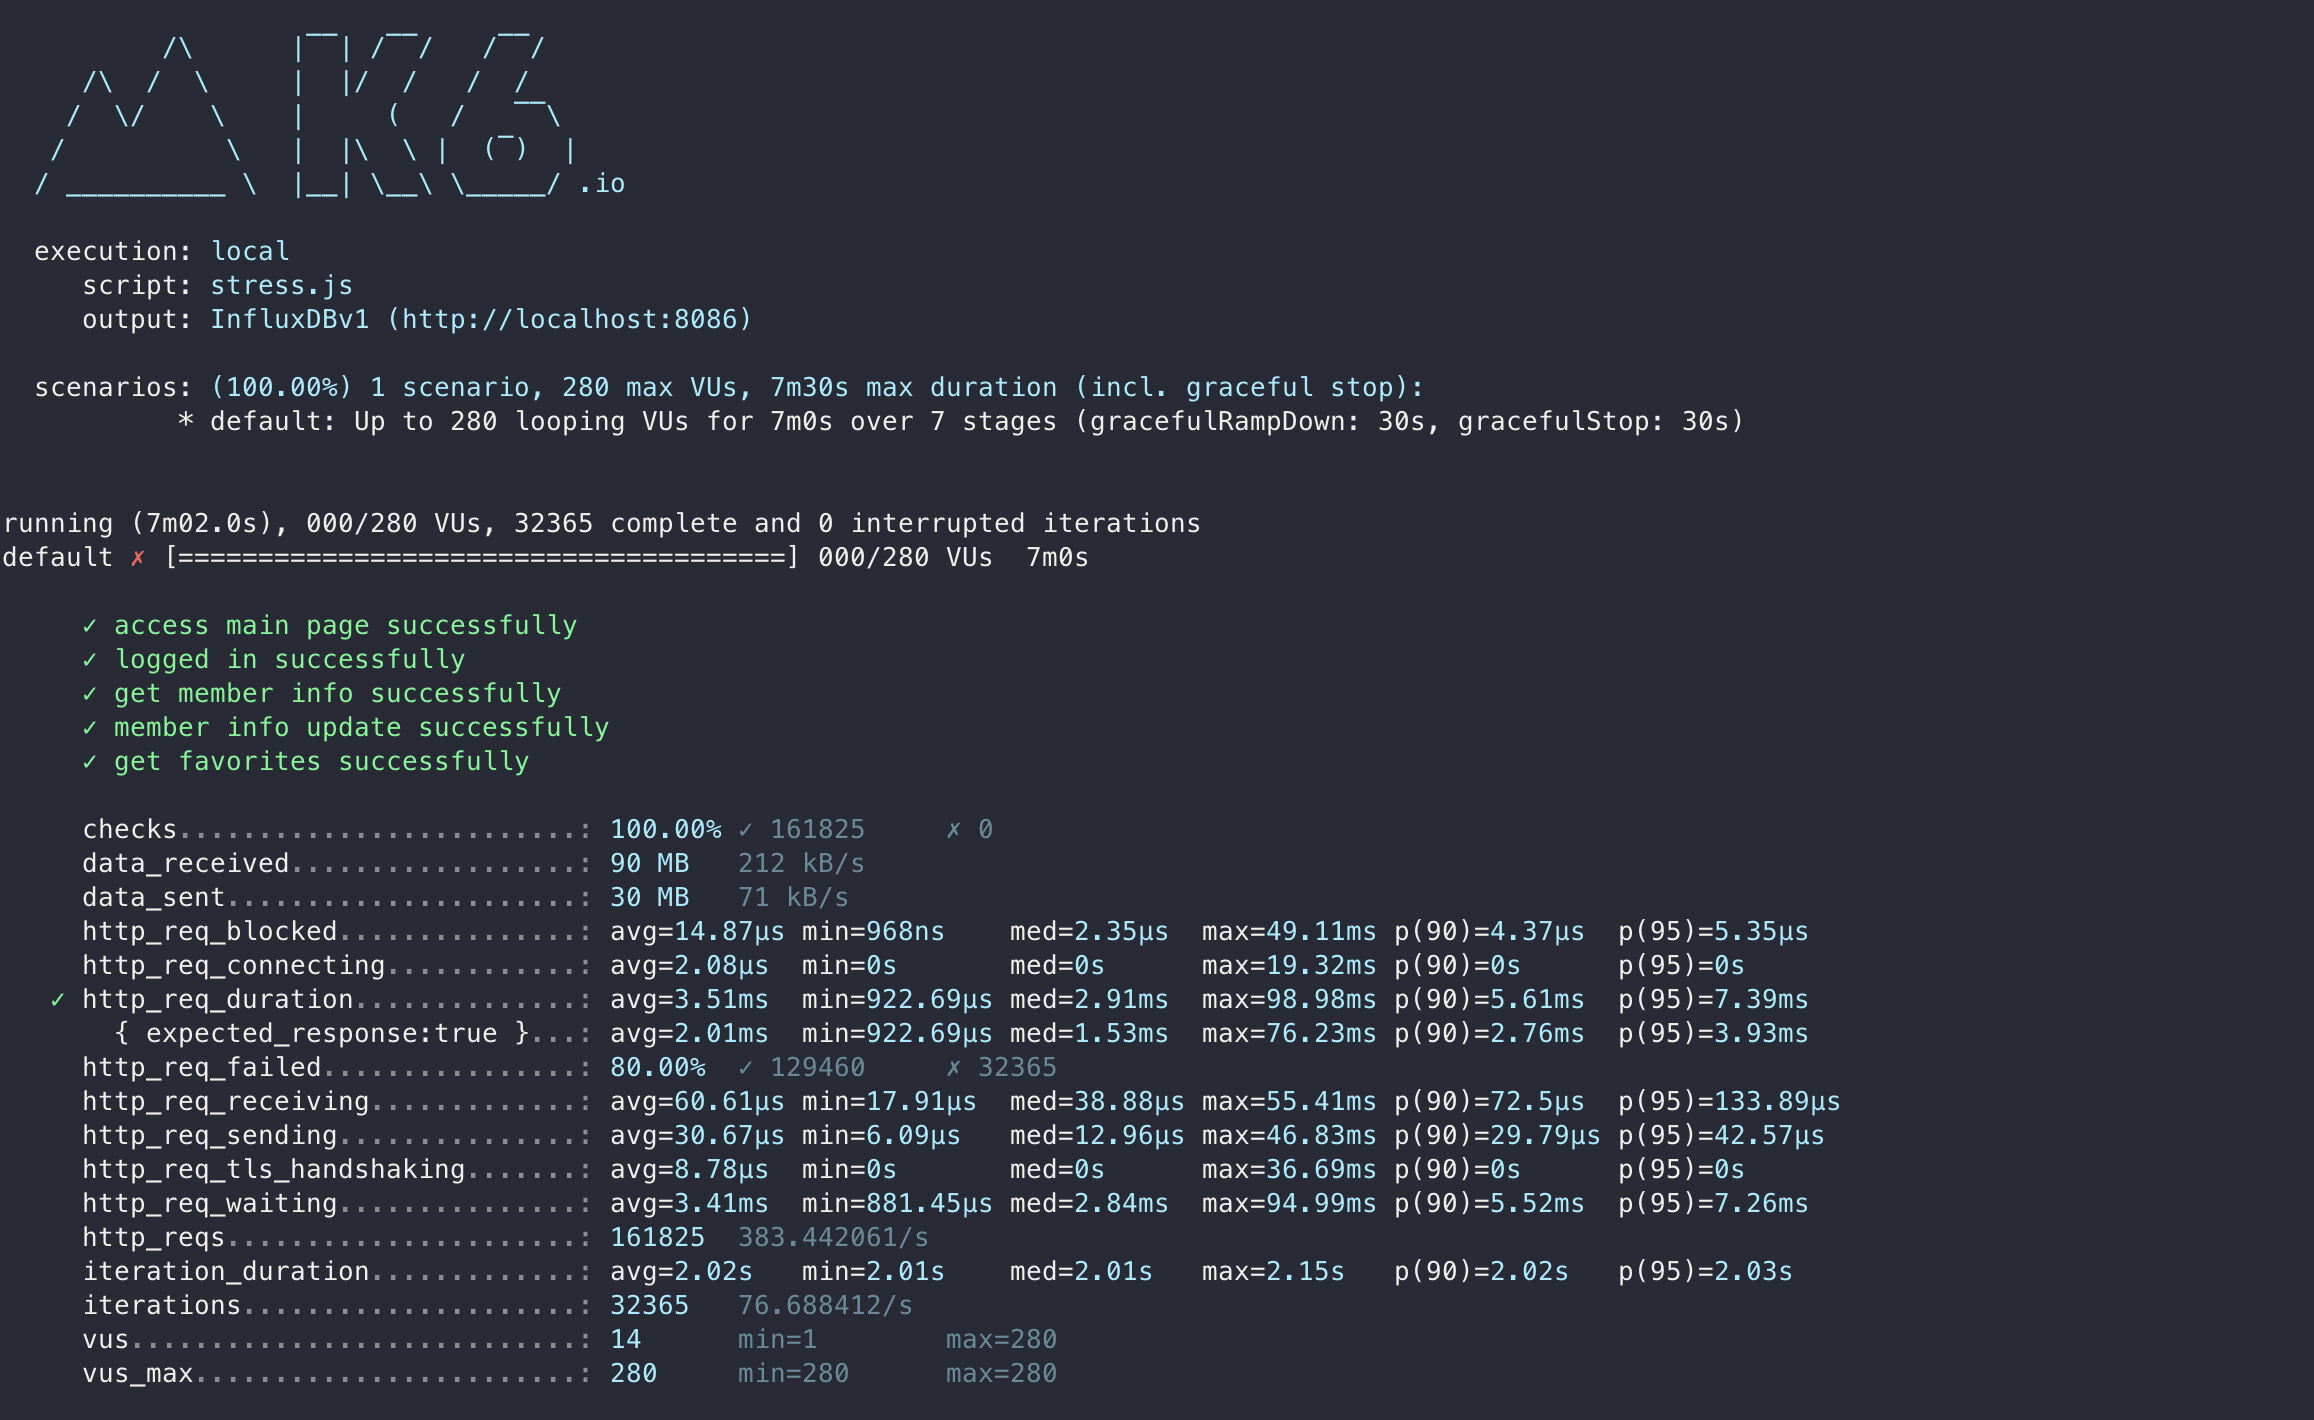 /\      |‾‾| /‾‾/   /‾‾/
     /\  /  \     |  |/  /   /  /
    /  \/    \    |     (   /   ‾‾\
   /          \   |  |\  \ |  (‾)  |
  / __________ \  |__| \__\ \_____/ .io

  execution: local
     script: stress.js
     output: InfluxDBv1 (http://localhost:8086)

  scenarios: (100.00%) 1 scenario, 280 max VUs, 7m30s max duration (incl. graceful stop):
           * default: Up to 280 looping VUs for 7m0s over 7 stages (gracefulRampDown: 30s, gracefulStop: 30s)


running (7m02.0s), 000/280 VUs, 32365 complete and 0 interrupted iterations
default ✗ [======================================] 000/280 VUs  7m0s

     ✓ access main page successfully
     ✓ logged in successfully
     ✓ get member info successfully
     ✓ member info update successfully
     ✓ get favorites successfully

     checks.........................: 100.00% ✓ 161825     ✗ 0
     data_received..................: 90 MB   212 kB/s
     data_sent......................: 30 MB   71 kB/s
     http_req_blocked...............: avg=14.87µs min=968ns    med=2.35µs  max=49.11ms p(90)=4.37µs  p(95)=5.35µs
     http_req_connecting............: avg=2.08µs  min=0s       med=0s      max=19.32ms p(90)=0s      p(95)=0s
   ✓ http_req_duration..............: avg=3.51ms  min=922.69µs med=2.91ms  max=98.98ms p(90)=5.61ms  p(95)=7.39ms
       { expected_response:true }...: avg=2.01ms  min=922.69µs med=1.53ms  max=76.23ms p(90)=2.76ms  p(95)=3.93ms
     http_req_failed................: 80.00%  ✓ 129460     ✗ 32365
     http_req_receiving.............: avg=60.61µs min=17.91µs  med=38.88µs max=55.41ms p(90)=72.5µs  p(95)=133.89µs
     http_req_sending...............: avg=30.67µs min=6.09µs   med=12.96µs max=46.83ms p(90)=29.79µs p(95)=42.57µs
     http_req_tls_handshaking.......: avg=8.78µs  min=0s       med=0s      max=36.69ms p(90)=0s      p(95)=0s
     http_req_waiting...............: avg=3.41ms  min=881.45µs med=2.84ms  max=94.99ms p(90)=5.52ms  p(95)=7.26ms
     http_reqs......................: 161825  383.442061/s
     iteration_duration.............: avg=2.02s   min=2.01s    med=2.01s   max=2.15s   p(90)=2.02s   p(95)=2.03s
     iterations.....................: 32365   76.688412/s
     vus............................: 14      min=1        max=280
     vus_max........................: 280     min=280      max=280